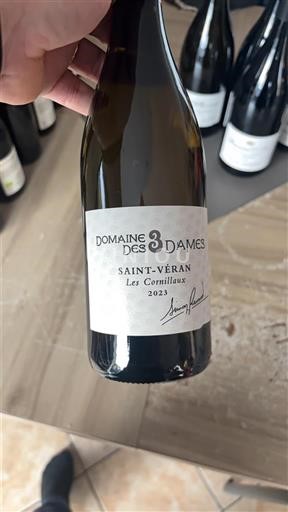 DOMAINE
DES 3 DAMES
SAINT-VÉRAN
Les Cornillaux
2023